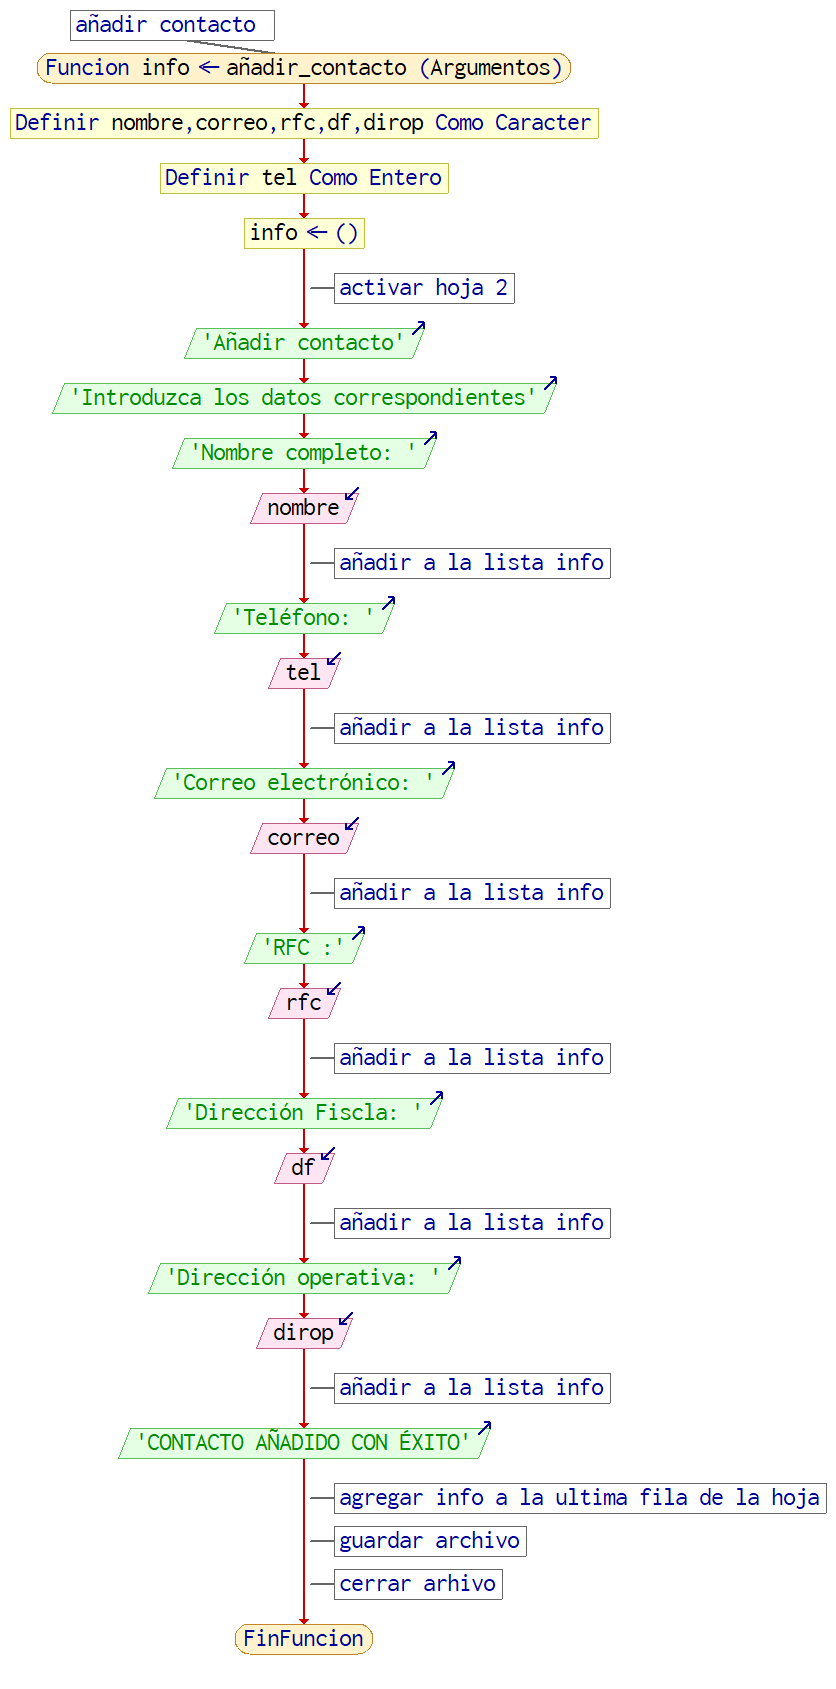 añadir contacto
Funcion info ← añadir_contacto (Argumentos)
Definir nombre,correo,rfc,df,dirop Como Caracter
Definir tel Como Entero
info ← ()
activar hoja 2
'Añadir contacto'
'Introduzca los datos correspondientes'
'Nombre completo: '
nombre
añadir a la lista info
'Teléfono: '
tel
añadir a la lista info
'Correo electrónico: '
correo
añadir a la lista info
'RFC :'
rfc
añadir a la lista info
'Dirección Fiscla: '
df
añadir a la lista info
'Dirección operativa: '
dirop
añadir a la lista info
'CONTACTO AÑADIDO CON ÉXITO'
agregar info a la ultima fila de la hoja
guardar archivo
cerrar arhivo
FinFuncion